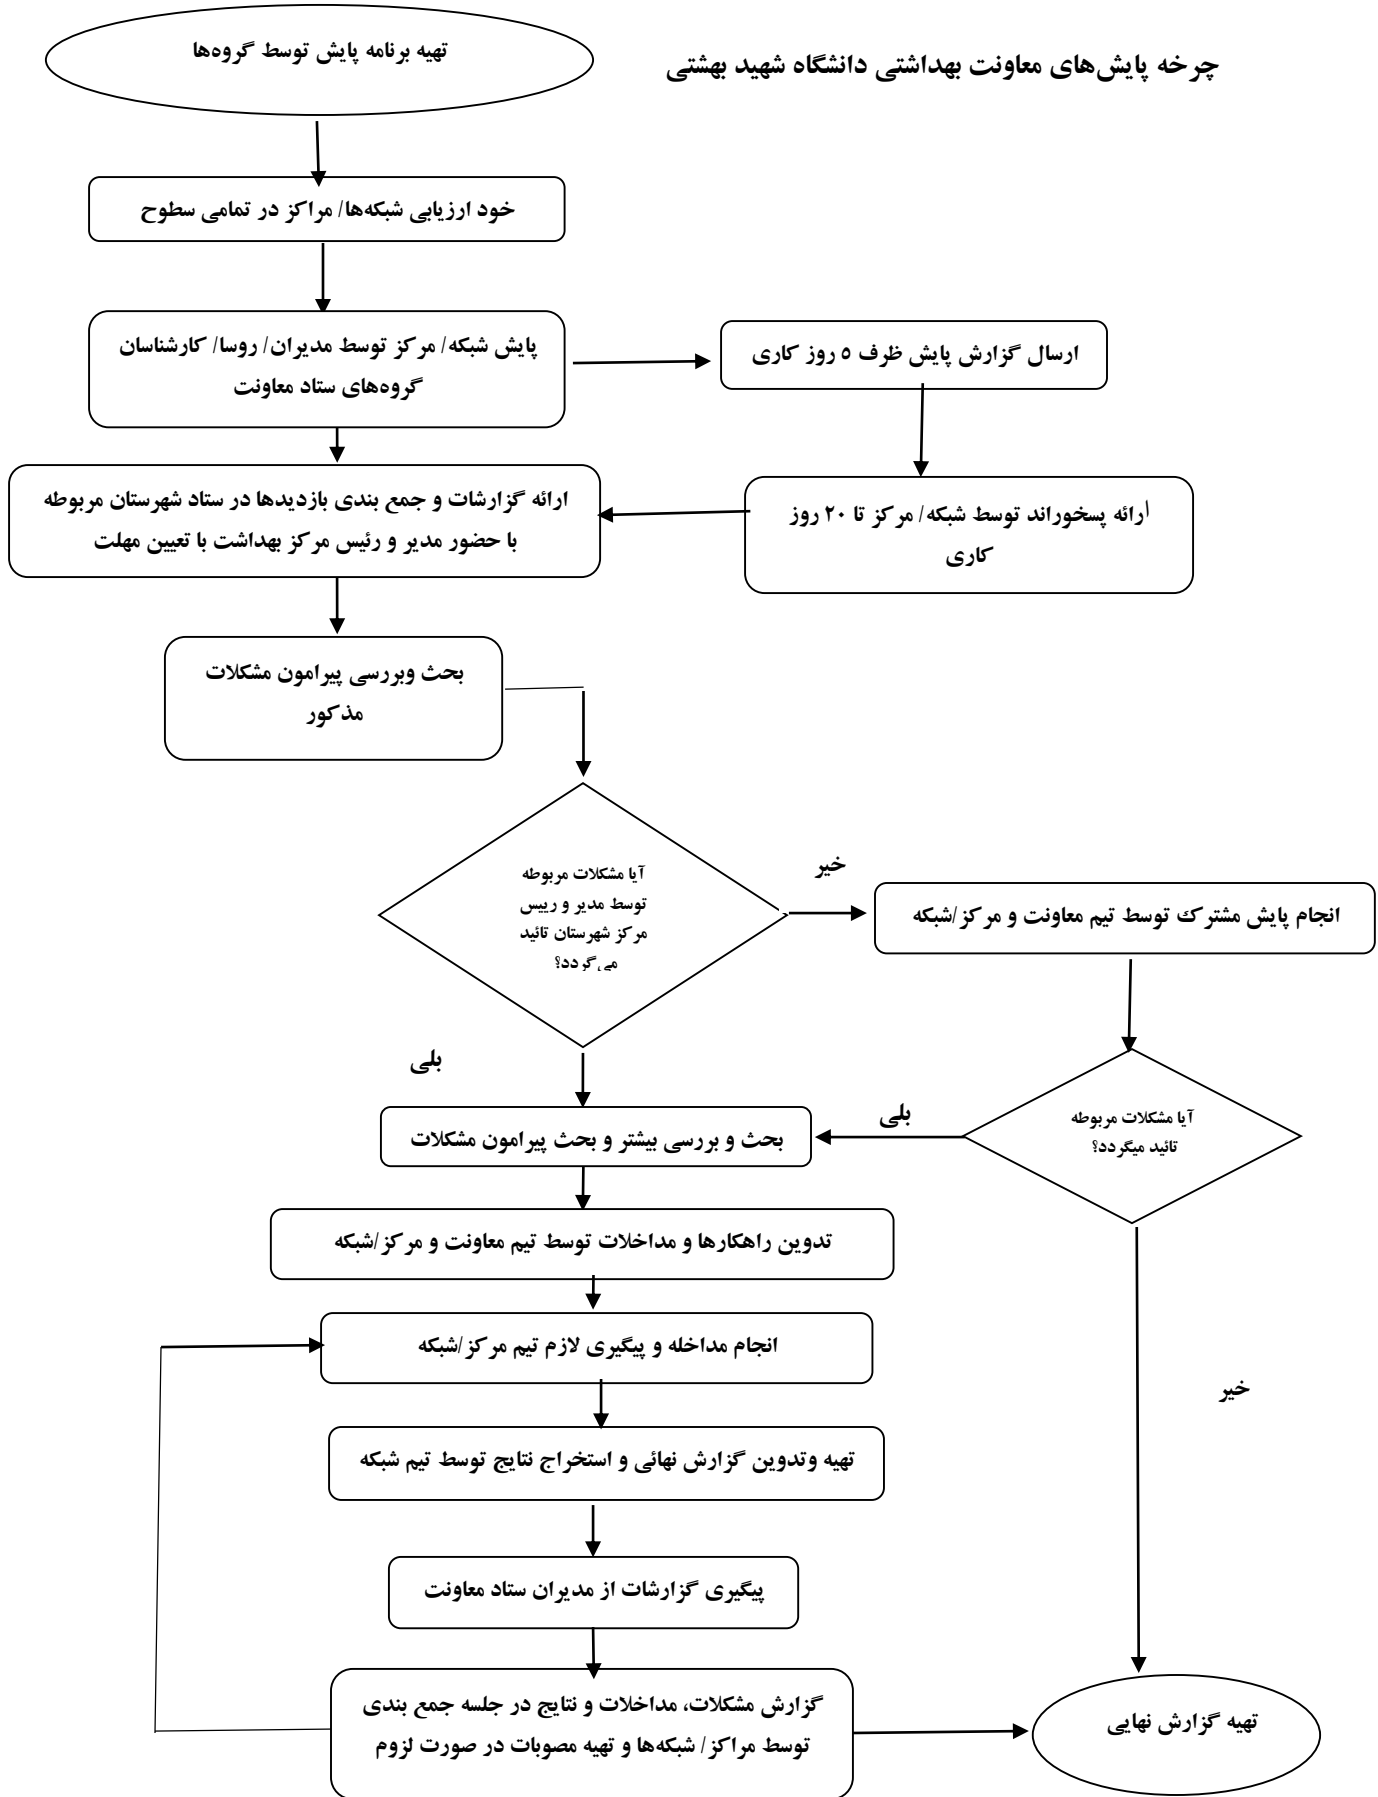 چرخه پایش‌های معاونت بهداشتی دانشگاه شهید بهشتی
تهیه برنامه پایش توسط گروه‌ها
خود ارزیابی شبکه‌ها/ مراکز در تمامی سطوح
پایش شبکه/ مرکز توسط مدیران/ روسا/ کارشناسان
گروه‌های ستاد معاونت
ارسال گزارش پایش ظرف ۵ روز کاری
أرائه پسخوراند توسط شبکه/ مرکز تا ۲۰ روز
کاری
ارائه گزارشات و جمع بندی بازدیدها در ستاد شهرستان مربوطه
با حضور مدیر و رئیس مرکز بهداشت با تعیین مهلت
بحث وبررسی پیرامون مشکلات
مذکور
آیا مشکلات مربوطه
توسط مدیر و رییس
مرکز شهرستان تائید
می‌گردد؟
خیر
انجام پایش مشترک توسط تیم معاونت و مرکز/شبکه
بلی
آیا مشکلات مربوطه
تائید میگردد؟
بلی
بحث و بررسی بیشتر و بحث پیرامون مشکلات
تدوین راهکارها و مداخلات توسط تیم معاونت و مرکز/شبکه
انجام مداخله و پیگیری لازم تیم مرکز/شبکه
خیر
تهیه وتدوین گزارش نهائی و استخراج نتایج توسط تیم شبکه
پیگیری گزارشات از مدیران ستاد معاونت
گزارش مشکلات، مداخلات و نتایج در جلسه جمع بندی
توسط مراکز/ شبکه‌ها و تهیه مصوبات در صورت لزوم
تهیه گزارش نهایی